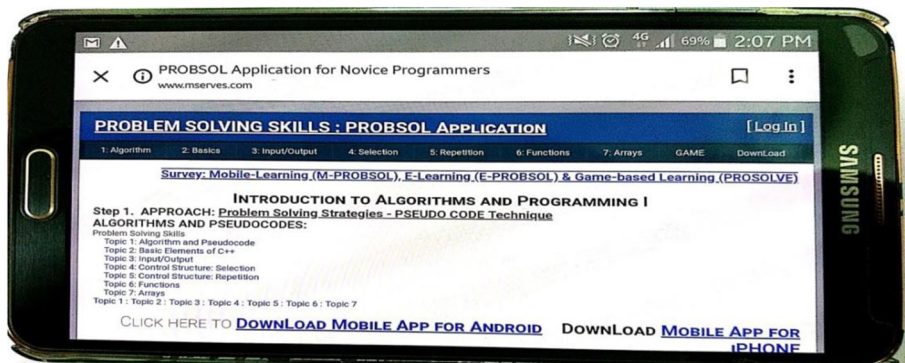 4G 69% 2:07 PM
PROBSOL Application for Novice Programmers
www.mserves.com
PROBLEM SOLVING SKILLS : PROBSOL APPLICATION [Log In]
1: Algorithm 2: Basics 3: Input/Output 4: Selection 5: Repetition 6: Functions 7: Arrays GAME DownLoad
Survey: Mobile-Learning (M-PROBSOL), E-Learning (E-PROBSOL) & Game-based Learning (PROSOLVE)
INTRODUCTION TO ALGORITHMS AND PROGRAMMING I
Step 1. APPROACH: Problem Solving Strategies - PSEUDO CODE Technique
ALGORITHMS AND PSEUDOCODES:
Problem Solving Skills
Topic 1: Algorithm and Pseudocode
Topic 2: Basic Elements of C++
Topic 3: Input/Output
Topic 4: Control Structure: Selection
Topic 5: Control Structure: Repetition
Topic 6: Functions
Topic 7: Arrays
Topic 1 : Topic 2 : Topic 3 : Topic 4 : Topic 5 : Topic 6 : Topic 7
CLICK HERE TO DOWNLOAD MOBILE APP FOR ANDROID DOWNLOAD MOBILE APP FOR
IPHONE
SAMSUNG